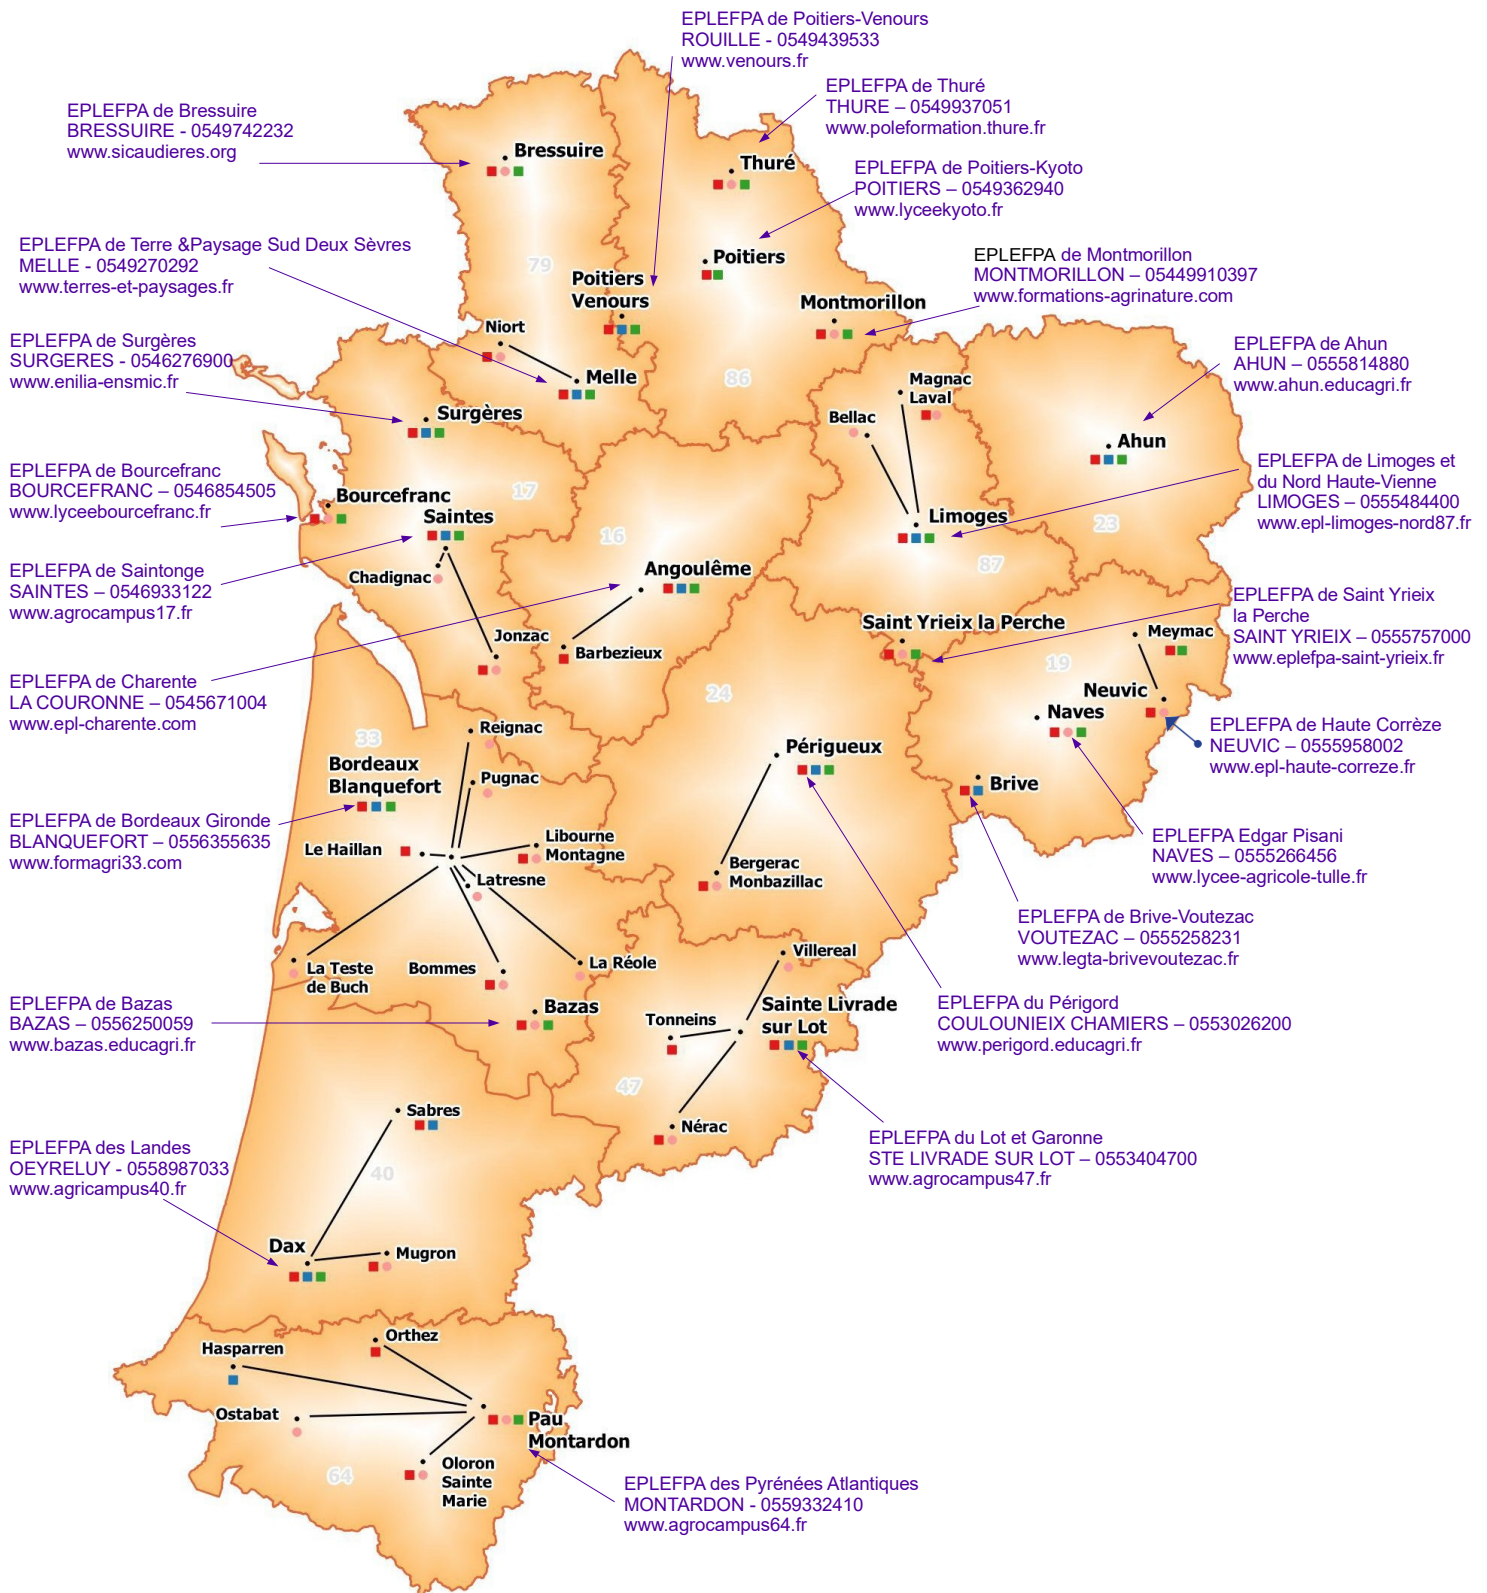 EPLEFPA de Poitiers-Venours
ROUILLE - 0549439533
www.venours.fr
EPLEFPA de Thuré
THURE – 0549937051
www.poleformation.thure.fr
EPLEFPA de Bressuire
BRESSUIRE - 0549742232
www.sicaudieres.org
Bressuire
Thuré
EPLEFPA de Poitiers-Kyoto
POITIERS – 0549362940
www.lyceekyoto.fr
EPLEFPA de Terre &Paysage Sud Deux Sèvres
MELLE - 0549270292
www.terres-et-paysages.fr
79
Poitiers
Poitiers
Venours
EPLEFPA de Montmorillon
MONTMORILLON – 05449910397
www.formations-agrinature.com
Montmorillon
Niort
Melle
86
EPLEFPA de Surgères
SURGERES - 0546276900
www.enilia-ensmic.fr
Surgères
EPLEFPA de Ahun
AHUN – 0555814880
www.ahun.educagri.fr
Magnac
Laval
Bellac
Ahun
23
EPLEFPA de Bourcefranc
BOURCEFRANC – 0546854505
www.lyceebourcefranc.fr
Bourcefranc
17
Saintes
Chadignac
Jonzac
EPLEFPA de Limoges et
du Nord Haute-Vienne
LIMOGES – 0555484400
www.epl-limoges-nord87.fr
Limoges
87
16
Angoulême
Barbezieux
EPLEFPA de Saintonge
SAINTES - 0546933122
www.agrocampus17.fr
EPLEFPA de Saint Yrieix
la Perche
SAINT YRIEIX – 0555757000
www.eplefpa-saint-yrieix.fr
Saint Yrieix la Perche
Meymac
19
Neuvic
Naves
Brive
EPLEFPA de Charente
LA COURONNE – 0545671004
www.epl-charente.com
EPLEFPA de Haute Corrèze
NEUVIC – 0555958002
www.epl-haute-correze.fr
24
Périgueux
Bergerac
Monbazillac
33
Bordeaux
Blanquefort
Reignac
Pugnac
Le Haillan
Libourne
Montagne
Latresne
La Teste
de Buch
Bommes
La Réole
Bazas
EPLEFPA de Bordeaux Gironde
BLANQUEFORT – 0556355635
www.formagri33.com
EPLEFPA Edgar Pisani
NAVES – 0555266456
www.lycee-agricole-tulle.fr
EPLEFPA de Brive-Voutezac
VOUTEZAC – 0555258231
www.legta-brivevoutezac.fr
EPLEFPA de Bazas
BAZAS – 0556250059
www.bazas.educagri.fr
Villereal
Sainte Livrade
sur Lot
Tonneins
47
Nérac
EPLEFPA du Périgord
COULOUNIEIX CHAMIERS – 0553026200
www.perigord.educagri.fr
EPLEFPA du Lot et Garonne
STE LIVRADE SUR LOT – 0553404700
www.agrocampus47.fr
EPLEFPA des Landes
OEYRELUY - 0558987033
www.agricampus40.fr
Sabres
40
Dax
Mugron
Orthez
Hasparren
Ostabat
Pau
Montardon
Oloron
Sainte
Marie
64
EPLEFPA des Pyrénées Atlantiques
MONTARDON - 0559332410
www.agrocampus64.fr